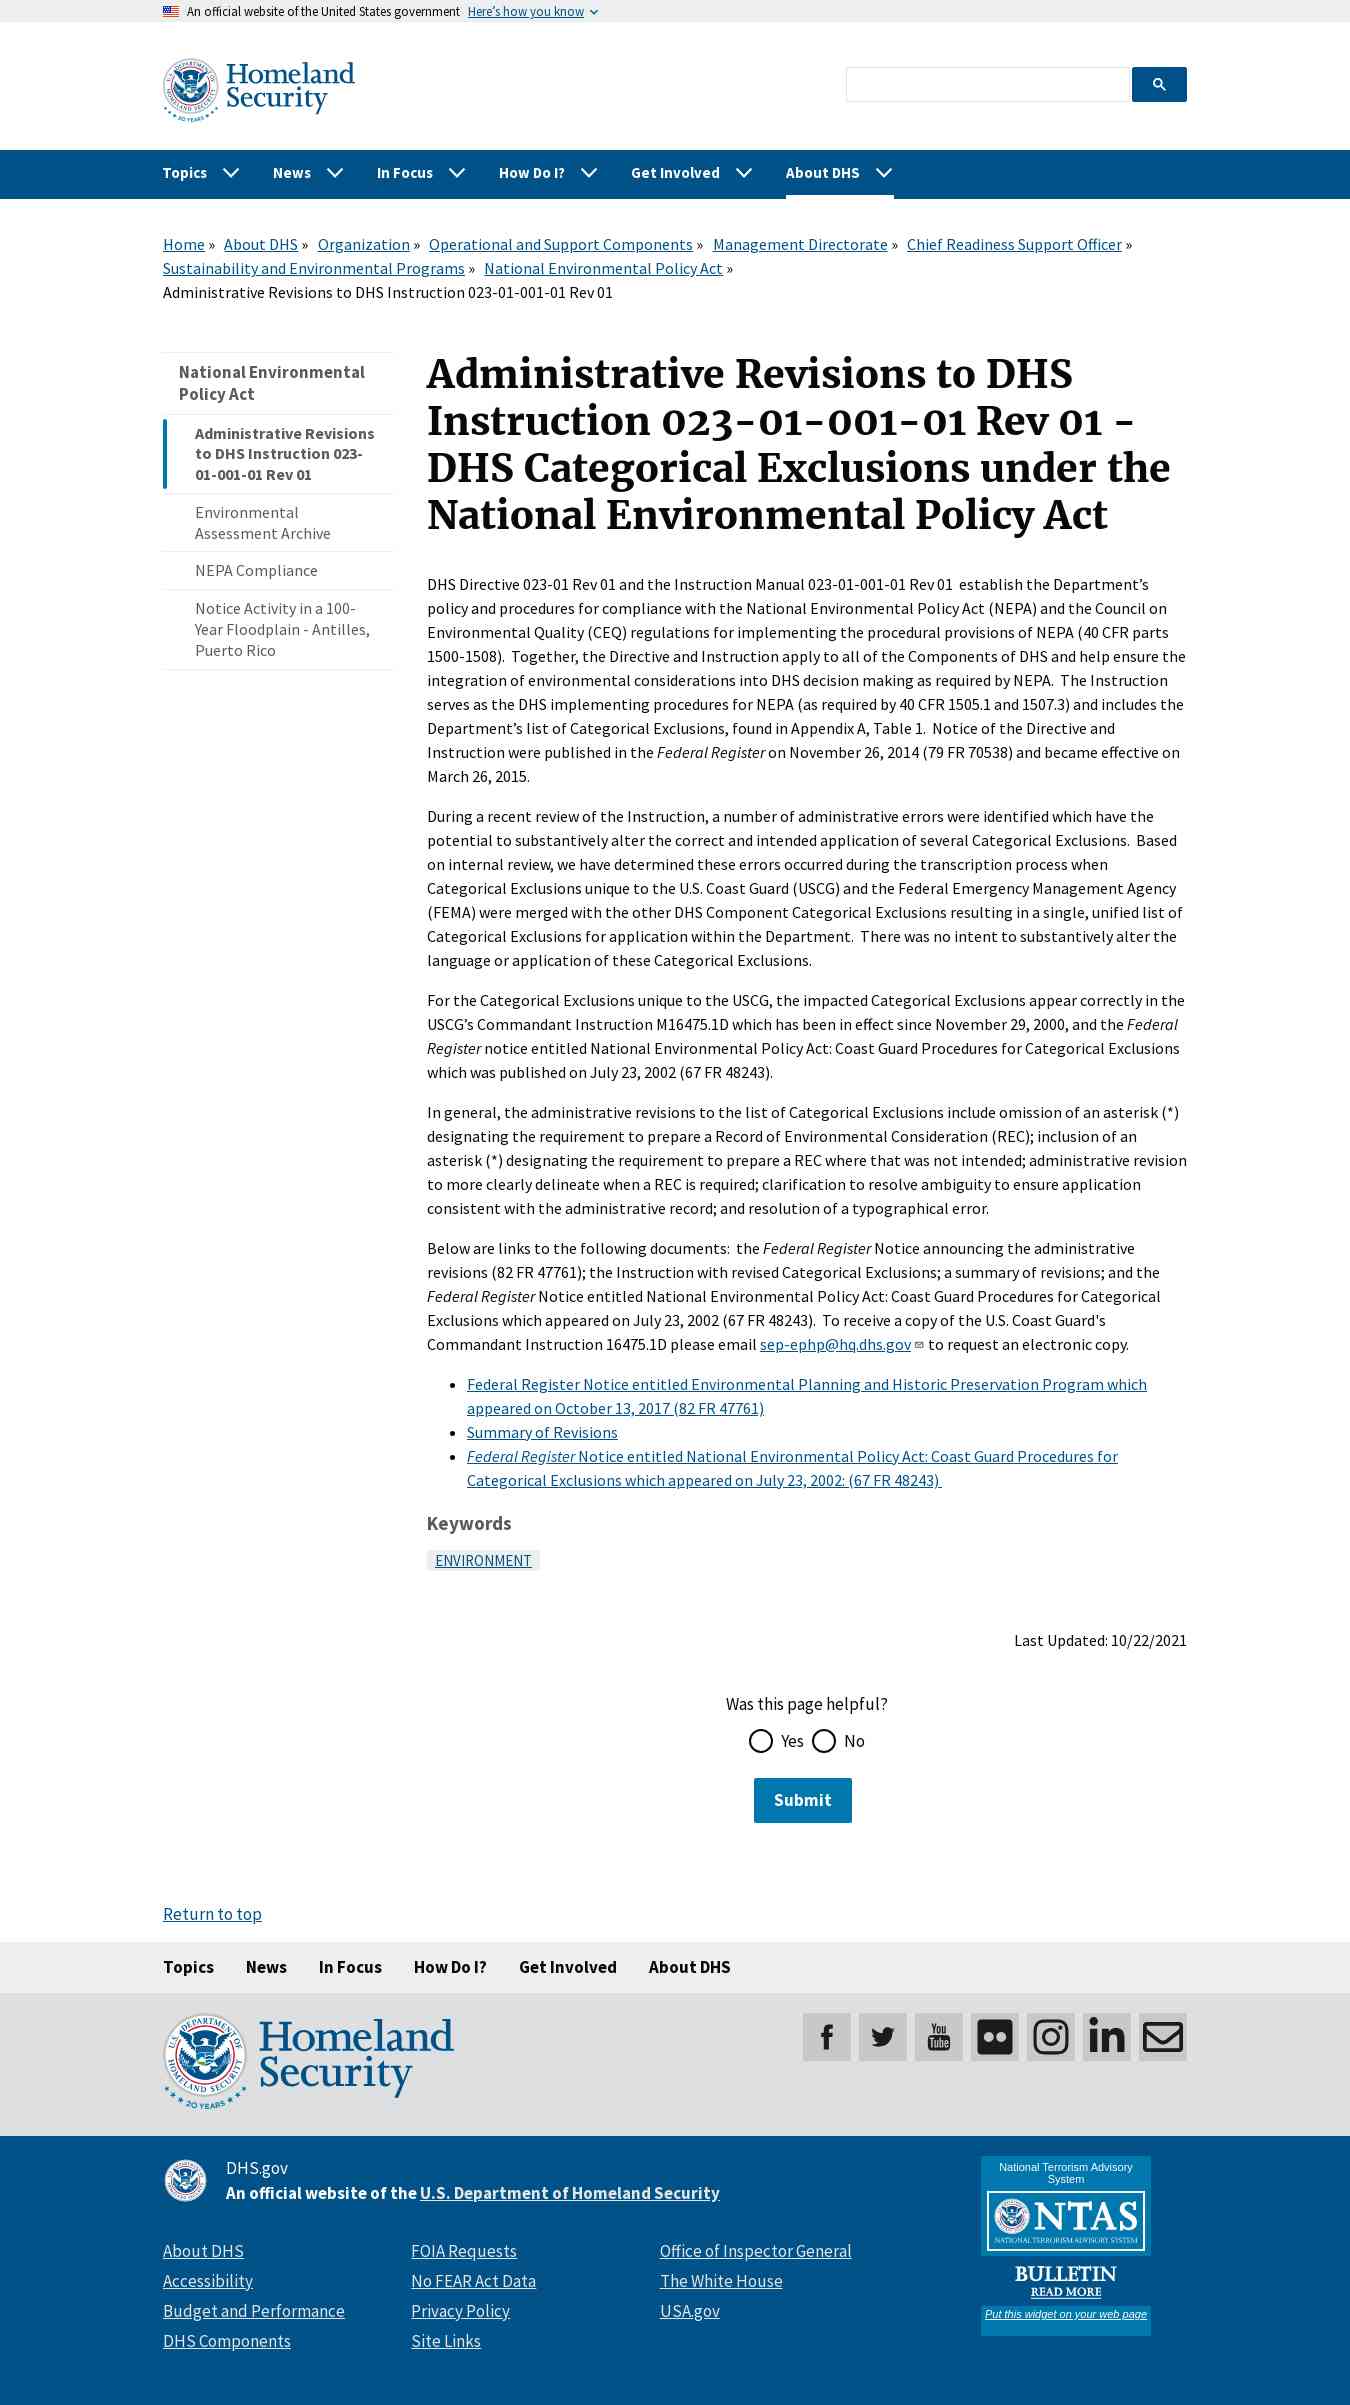 An official website of the United States government Here's how you know
Homeland
Security
Topics News In Focus How Do I? Get Involved About DHS
Home » About DHS » Organization » Operational and Support Components » Management Directorate » Chief Readiness Support Officer »
Sustainability and Environmental Programs » National Environmental Policy Act »
Administrative Revisions to DHS Instruction 023-01-001-01 Rev 01
National Environmental
Policy Act
Administrative Revisions
to DHS Instruction 023-
01-001-01 Rev 01
Environmental
Assessment Archive
NEPA Compliance
Notice Activity in a 100-
Year Floodplain - Antilles,
Puerto Rico
Administrative Revisions to DHS
Instruction 023-01-001-01 Rev 01 -
DHS Categorical Exclusions under the
National Environmental Policy Act
DHS Directive 023-01 Rev 01 and the Instruction Manual 023-01-001-01 Rev 01 establish the Department’s
policy and procedures for compliance with the National Environmental Policy Act (NEPA) and the Council on
Environmental Quality (CEQ) regulations for implementing the procedural provisions of NEPA (40 CFR parts
1500-1508). Together, the Directive and Instruction apply to all of the Components of DHS and help ensure the
integration of environmental considerations into DHS decision making as required by NEPA. The Instruction
serves as the DHS implementing procedures for NEPA (as required by 40 CFR 1505.1 and 1507.3) and includes the
Department’s list of Categorical Exclusions, found in Appendix A, Table 1. Notice of the Directive and
Instruction were published in the Federal Register on November 26, 2014 (79 FR 70538) and became effective on
March 26, 2015.
During a recent review of the Instruction, a number of administrative errors were identified which have the
potential to substantively alter the correct and intended application of several Categorical Exclusions. Based
on internal review, we have determined these errors occurred during the transcription process when
Categorical Exclusions unique to the U.S. Coast Guard (USCG) and the Federal Emergency Management Agency
(FEMA) were merged with the other DHS Component Categorical Exclusions resulting in a single, unified list of
Categorical Exclusions for application within the Department. There was no intent to substantively alter the
language or application of these Categorical Exclusions.
For the Categorical Exclusions unique to the USCG, the impacted Categorical Exclusions appear correctly in the
USCG’s Commandant Instruction M16475.1D which has been in effect since November 29, 2000, and the Federal
Register notice entitled National Environmental Policy Act: Coast Guard Procedures for Categorical Exclusions
which was published on July 23, 2002 (67 FR 48243).
In general, the administrative revisions to the list of Categorical Exclusions include omission of an asterisk (*)
designating the requirement to prepare a Record of Environmental Consideration (REC); inclusion of an
asterisk (*) designating the requirement to prepare a REC where that was not intended; administrative revision
to more clearly delineate when a REC is required; clarification to resolve ambiguity to ensure application
consistent with the administrative record; and resolution of a typographical error.
Below are links to the following documents: the Federal Register Notice announcing the administrative
revisions (82 FR 47761); the Instruction with revised Categorical Exclusions; a summary of revisions; and the
Federal Register Notice entitled National Environmental Policy Act: Coast Guard Procedures for Categorical
Exclusions which appeared on July 23, 2002 (67 FR 48243). To receive a copy of the U.S. Coast Guard's
Commandant Instruction 16475.1D please email sep-ephp@hq.dhs.gov to request an electronic copy.
• Federal Register Notice entitled Environmental Planning and Historic Preservation Program which
appeared on October 13, 2017 (82 FR 47761)
• Summary of Revisions
• Federal Register Notice entitled National Environmental Policy Act: Coast Guard Procedures for
Categorical Exclusions which appeared on July 23, 2002: (67 FR 48243)
Keywords
ENVIRONMENT
Last Updated: 10/22/2021
Was this page helpful?
Yes No
Submit
Return to top
Topics News In Focus How Do I? Get Involved About DHS
U.S. DEPARTMENT OF
HOMELAND SECURITY
20 YEARS
Homeland
Security
You
Tube
in
DHS.gov
An official website of the U.S. Department of Homeland Security
About DHS
Accessibility
Budget and Performance
DHS Components
FOIA Requests
No FEAR Act Data
Privacy Policy
Site Links
Office of Inspector General
The White House
USA.gov
National Terrorism Advisory
System
NTAS
NATIONAL TERRORISM ADVISORY SYSTEM
BULLETIN
READ MORE
Put this widget on your web page